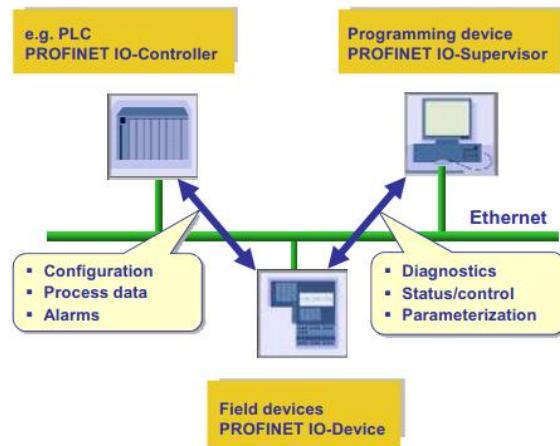 e.g. PLC
PROFINET IO-Controller
Programming device
PROFINET IO-Supervisor
Ethernet
▪ Configuration
▪ Process data
▪ Alarms
▪ Diagnostics
▪ Status/control
▪ Parameterization
Field devices
PROFINET IO-Device